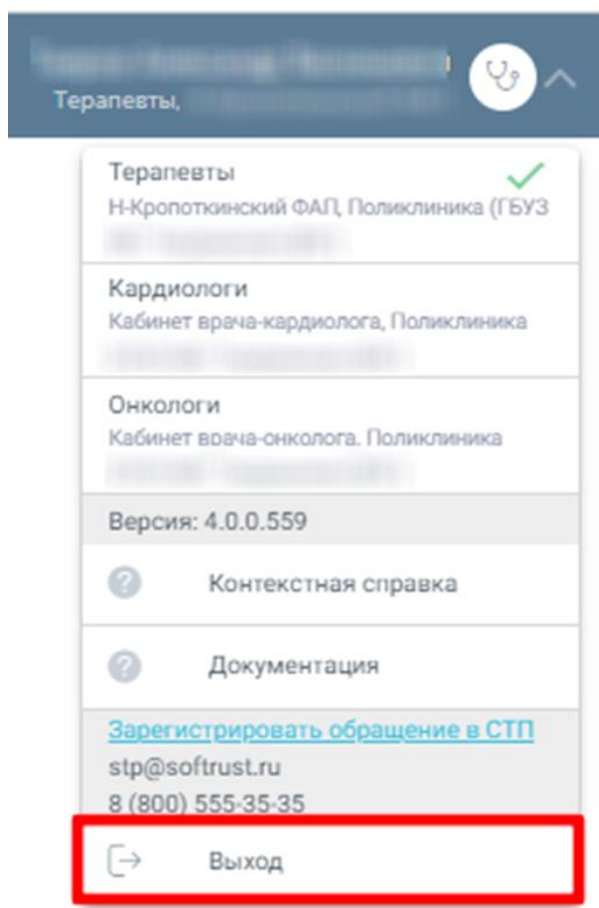 Терапевты,
Терапевты
Н-Кропоткинский ФАП, Поликлиника (ГБУЗ
Кардиологи
Кабинет врача-кардиолога, Поликлиника
Онкологи
Кабинет врача-онколога. Поликлиника
Версия: 4.0.0.559
Контекстная справка
Документация
Зарегистрировать обращение в СТП
stp@softrust.ru
8 (800) 555-35-35
Выход